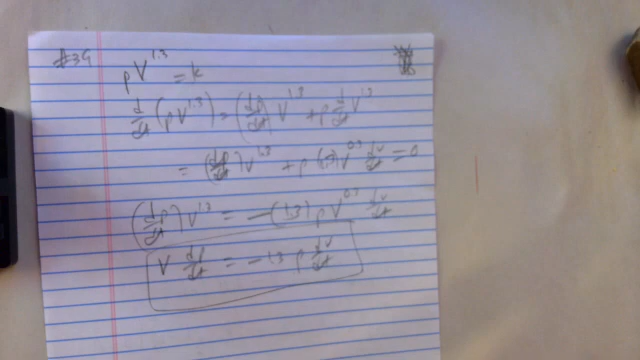 #39
pV^1.3 = k
d/dt (pV^1.3) = (dp/dt) V^1.3 + p d/dt V^1.3
= (dp/dt) V^1.3 + p (1.3) V^0.3 dV/dt = 0
(dp/dt) V^1.3 = -(1.3) p V^0.3 dV/dt
V dp/dt = -1.3 p dV/dt